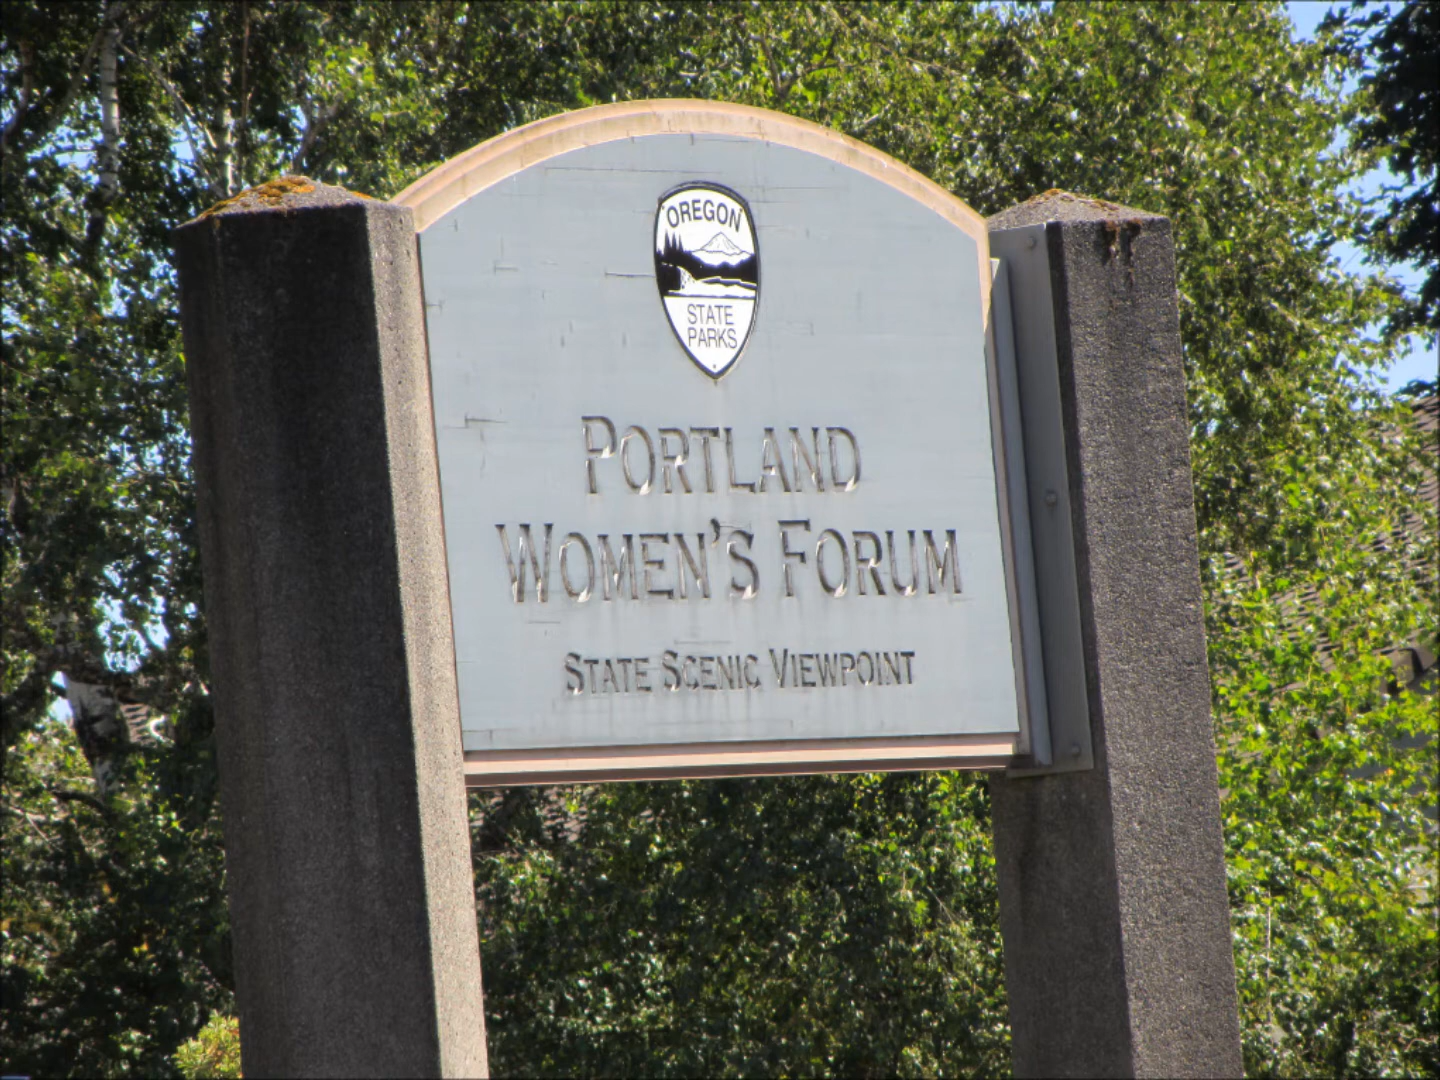 OREGON
STATE
PARKS
PORTLAND
WOMEN'S FORUM
STATE SCENIC VIEWPOINT